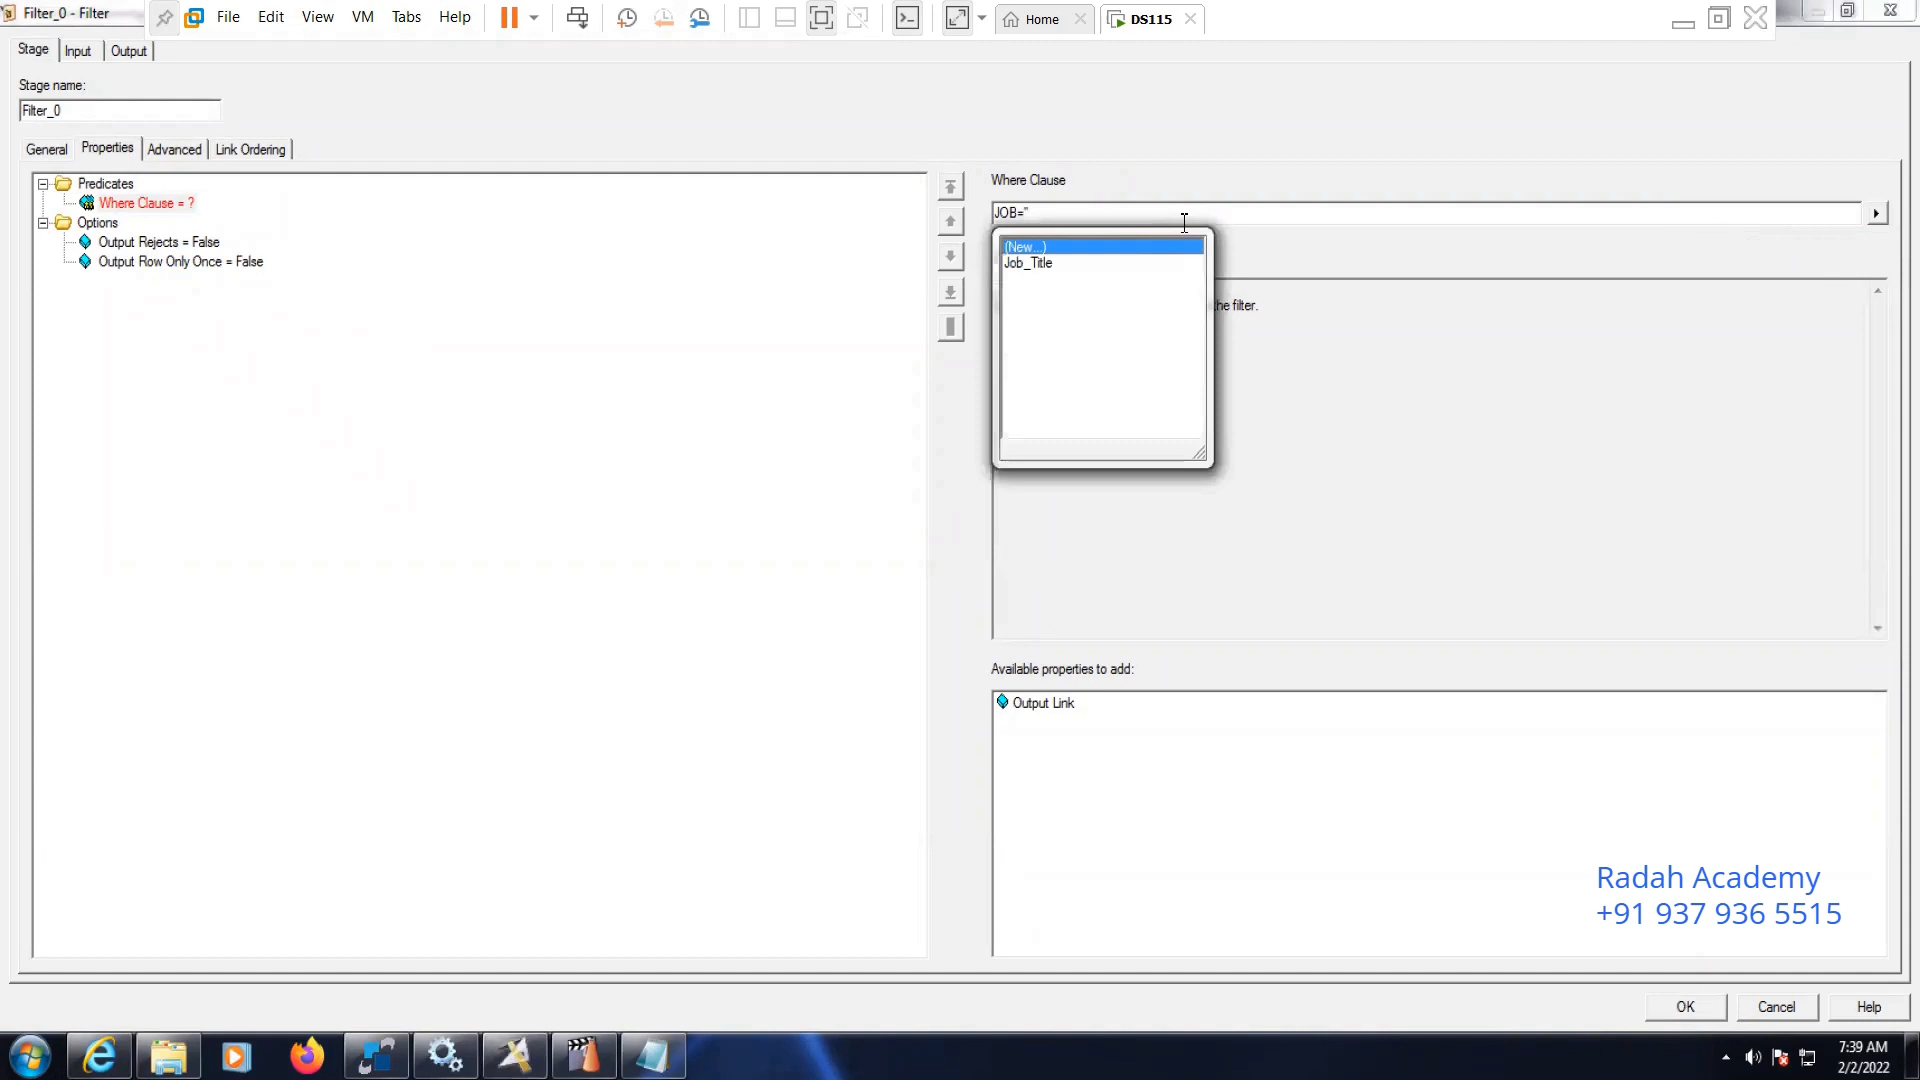 Filter_0 - Filter
File Edit View VM Tabs Help
Home
DS115
Stage Input Output
Stage name:
Filter_0
General Properties Advanced Link Ordering
Predicates
Where Clause = ?
Options
Output Rejects = False
Output Row Only Once = False
Where Clause
JOB="
(New...)
Job_Title
the filter.
Available properties to add:
Output Link
Radah Academy
+91 937 936 5515
OK Cancel Help
7:39 AM
2/2/2022